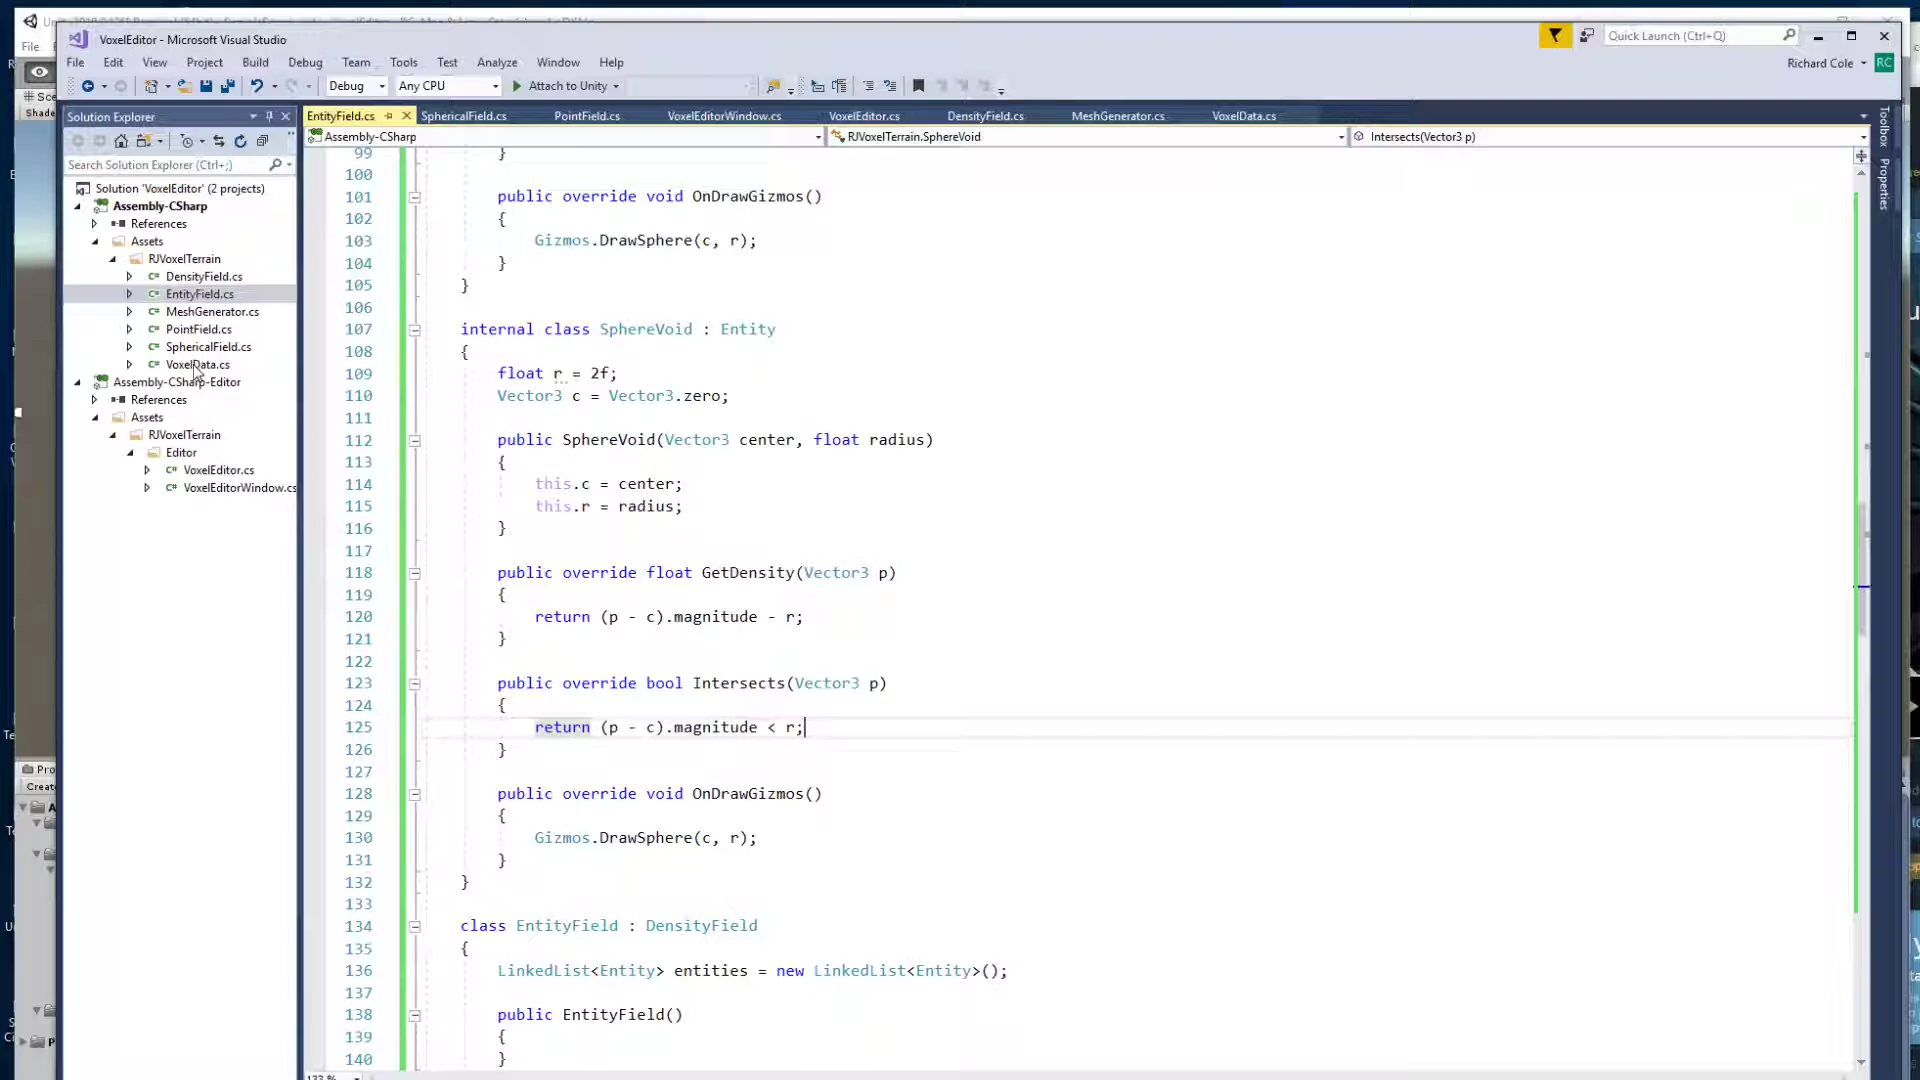 VoxelEditor - Microsoft Visual Studio
Quick Launch (Ctrl+Q)
File Edit View Project Build Debug Team Tools Test Analyze Window Help
Richard Cole RC
Debug Any CPU Attach to Unity
Solution Explorer
Search Solution Explorer (Ctrl+;)
Solution 'VoxelEditor' (2 projects)
Assembly-CSharp
References
Assets
RJVoxelTerrain
DensityField.cs
EntityField.cs
MeshGenerator.cs
PointField.cs
SphericalField.cs
VoxelData.cs
Assembly-CSharp-Editor
References
Assets
RJVoxelTerrain
Editor
VoxelEditor.cs
VoxelEditorWindow.cs
EntityField.cs SphericalField.cs PointField.cs VoxelEditorWindow.cs VoxelEditor.cs DensityField.cs MeshGenerator.cs VoxelData.cs
Assembly-CSharp RJVoxelTerrain.SphereVoid Intersects(Vector3 p)
99 }
100
101 public override void OnDrawGizmos()
102 {
103 Gizmos.DrawSphere(c, r);
104 }
105 }
106
107 internal class SphereVoid : Entity
108 {
109 float r = 2f;
110 Vector3 c = Vector3.zero;
111
112 public SphereVoid(Vector3 center, float radius)
113 {
114 this.c = center;
115 this.r = radius;
116 }
117
118 public override float GetDensity(Vector3 p)
119 {
120 return (p - c).magnitude - r;
121 }
122
123 public override bool Intersects(Vector3 p)
124 {
125 return (p - c).magnitude < r;
126 }
127
128 public override void OnDrawGizmos()
129 {
130 Gizmos.DrawSphere(c, r);
131 }
132 }
133
134 class EntityField : DensityField
135 {
136 LinkedList<Entity> entities = new LinkedList<Entity>();
137
138 public EntityField()
139 {
140 }
Toolbox
Properties
File